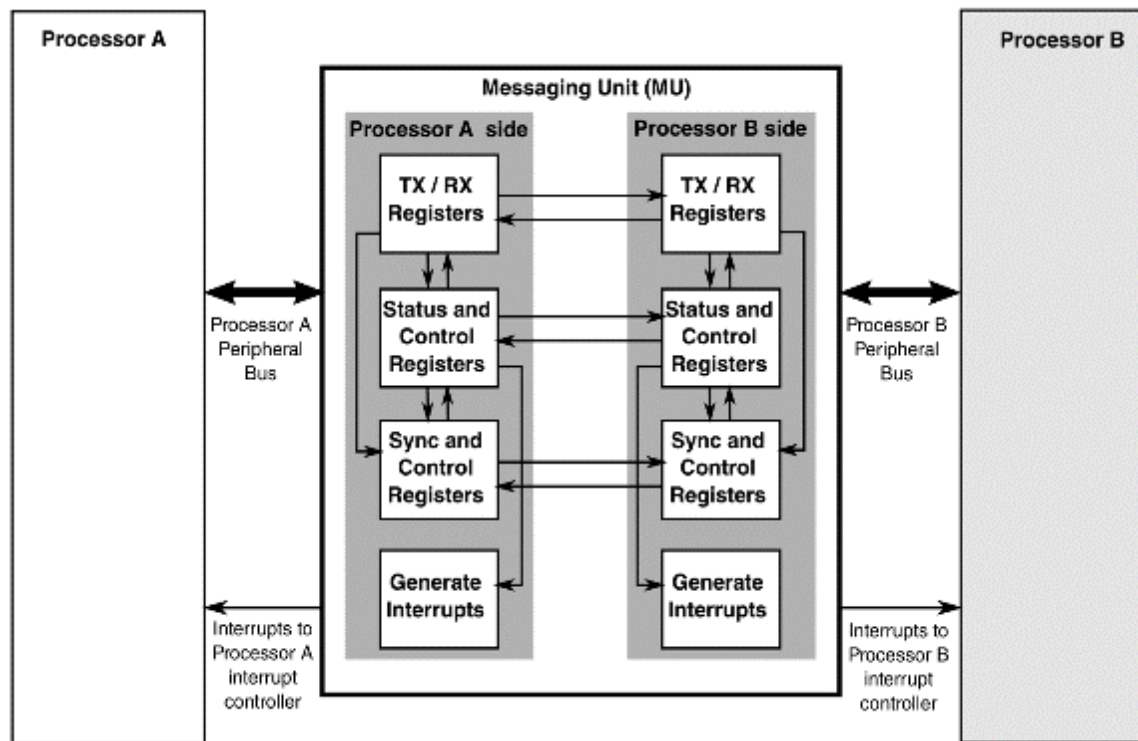 Processor A
Processor B
Messaging Unit (MU)
Processor A side
Processor B side
TX / RX
Registers
TX / RX
Registers
Status and
Control
Registers
Status and
Control
Registers
Processor A
Peripheral
Bus
Processor B
Peripheral
Bus
Sync and
Control
Registers
Sync and
Control
Registers
Generate
Interrupts
Generate
Interrupts
Interrupts to
Processor A
interrupt
controller
Interrupts to
Processor B
interrupt
controller